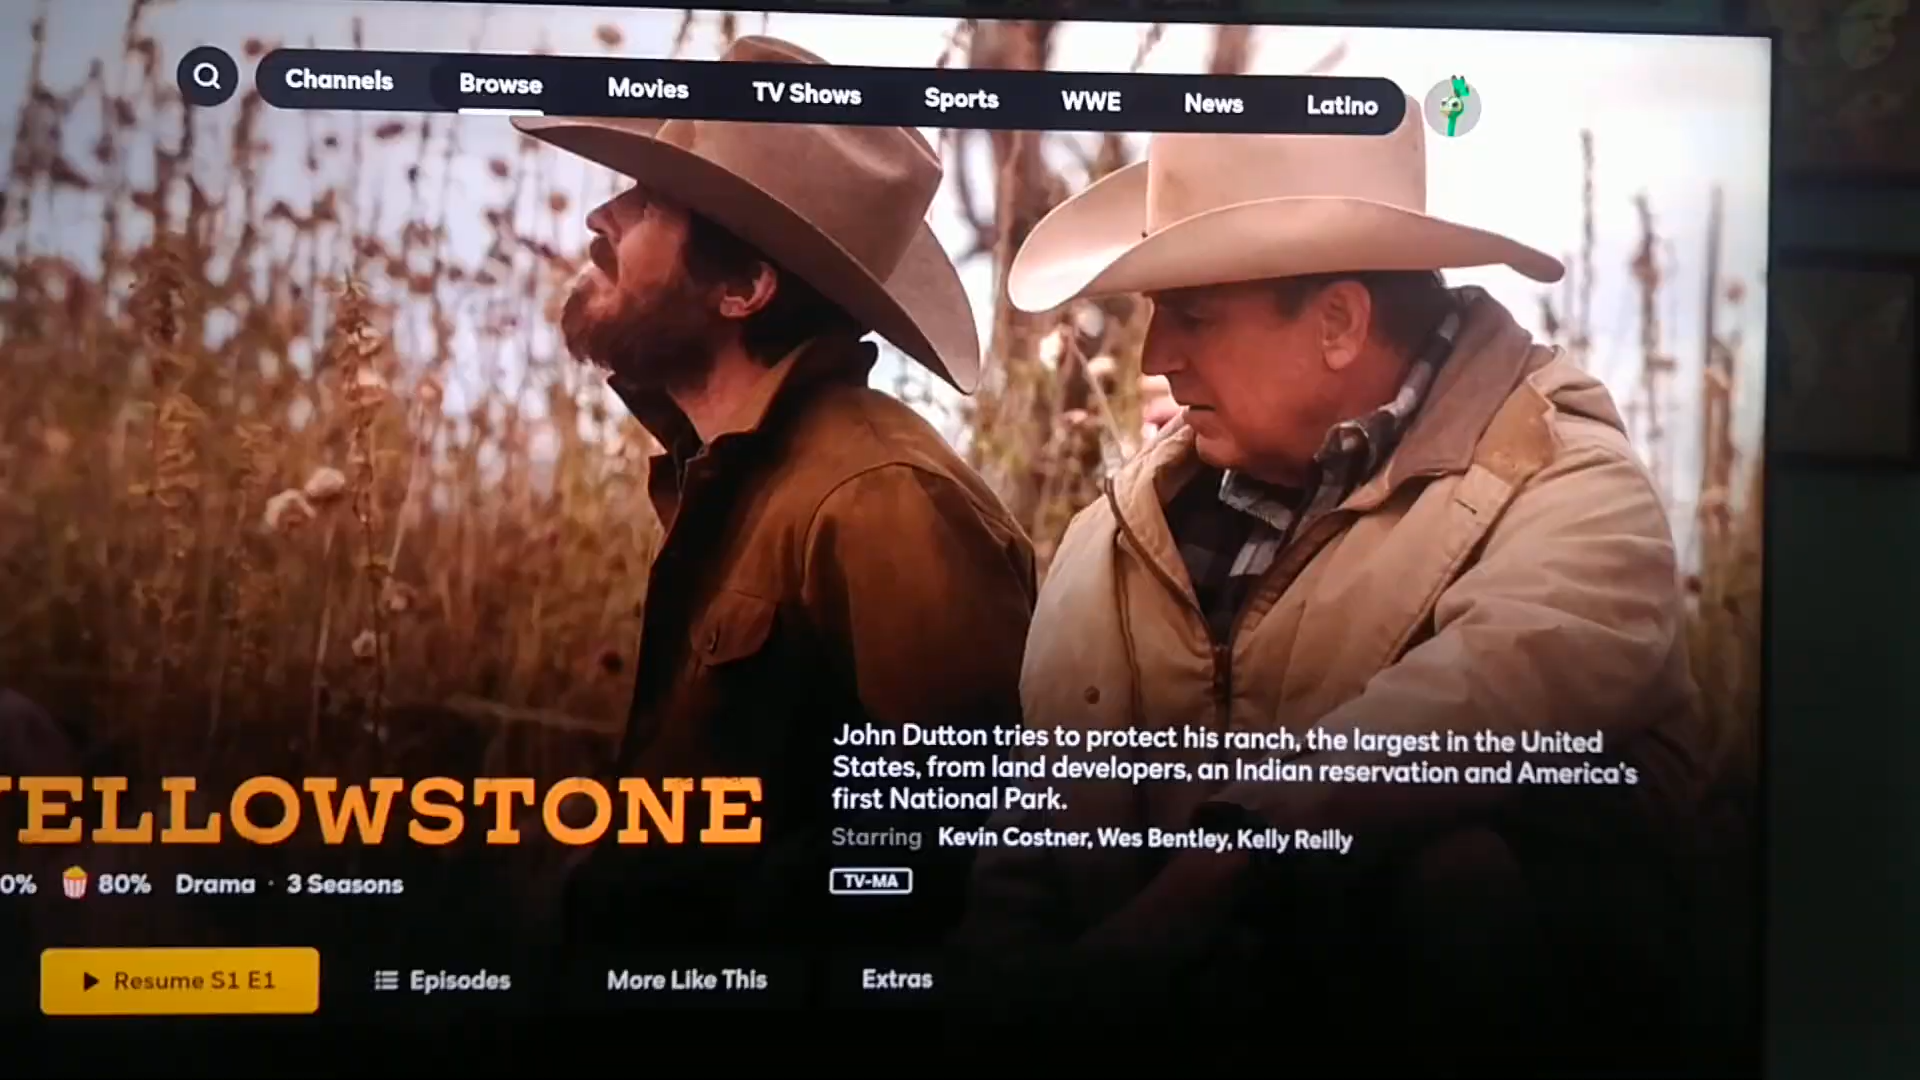 Channels Browse Movies TV Shows Sports WWE News Latino
John Dutton tries to protect his ranch, the largest in the United
States, from land developers, an Indian reservation and America's
first National Park.
Starring Kevin Costner, Wes Bentley, Kelly Reilly
TV-MA
YELLOWSTONE
0% 80% Drama · 3 Seasons
Resume S1 E1 Episodes More Like This Extras